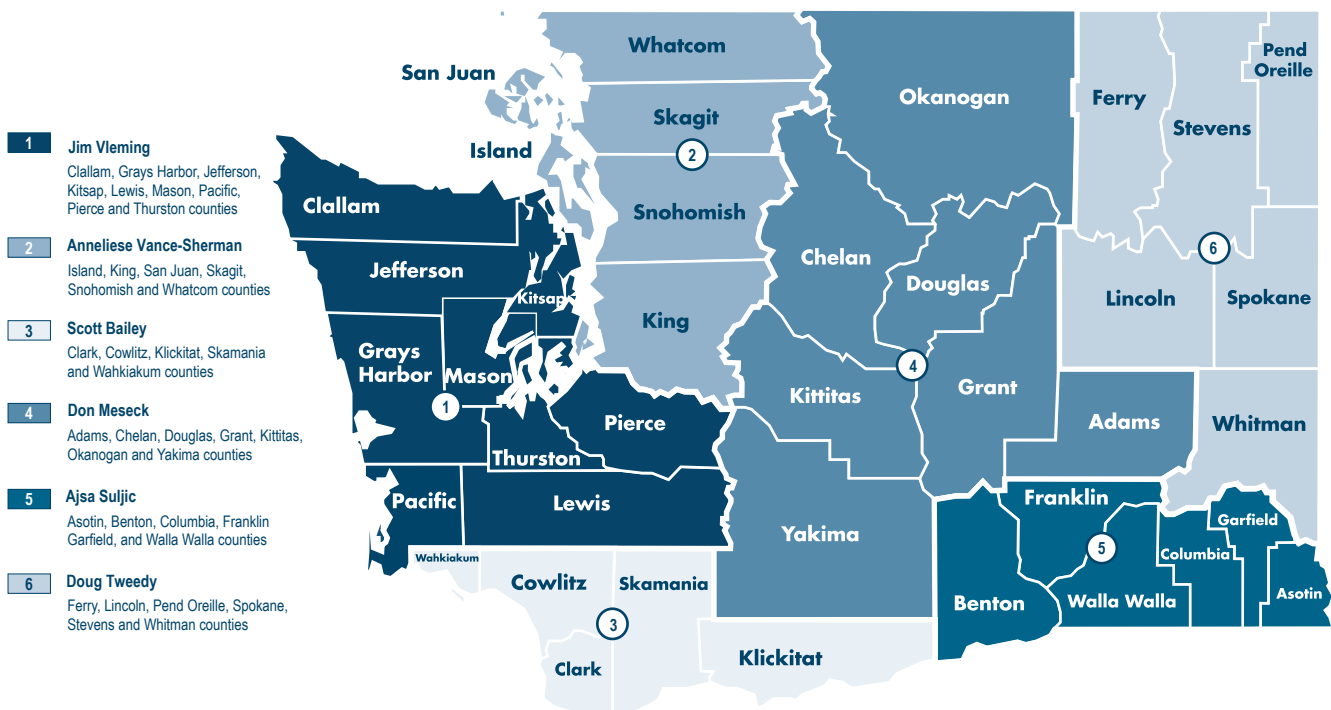 1
Jim Vleming
Clallam, Grays Harbor, Jefferson,
Kitsap, Lewis, Mason, Pacific,
Pierce and Thurston counties
2
Anneliese Vance-Sherman
Island, King, San Juan, Skagit,
Snohomish and Whatcom counties
3
Scott Bailey
Clark, Cowlitz, Klickitat, Skamania
and Wahkiakum counties
4
Don Meseck
Adams, Chelan, Douglas, Grant, Kittitas,
Okanogan and Yakima counties
5
Ajsa Suljic
Asotin, Benton, Columbia, Franklin
Garfield, and Walla Walla counties
6
Doug Tweedy
Ferry, Lincoln, Pend Oreille, Spokane,
Stevens and Whitman counties
Whatcom
San Juan
Skagit
Island
2
Snohomish
King
Clallam
Jefferson
Kitsap
Grays
Harbor
Mason
1
Pierce
Thurston
Pacific
Lewis
Wahkiakum
Cowlitz
Skamania
3
Clark
Klickitat
Okanogan
Chelan
Douglas
4
Kittitas
Grant
Adams
Yakima
Ferry
Stevens
Pend
Oreille
6
Lincoln
Spokane
Whitman
Franklin
Garfield
5
Columbia
Benton
Walla Walla
Asotin